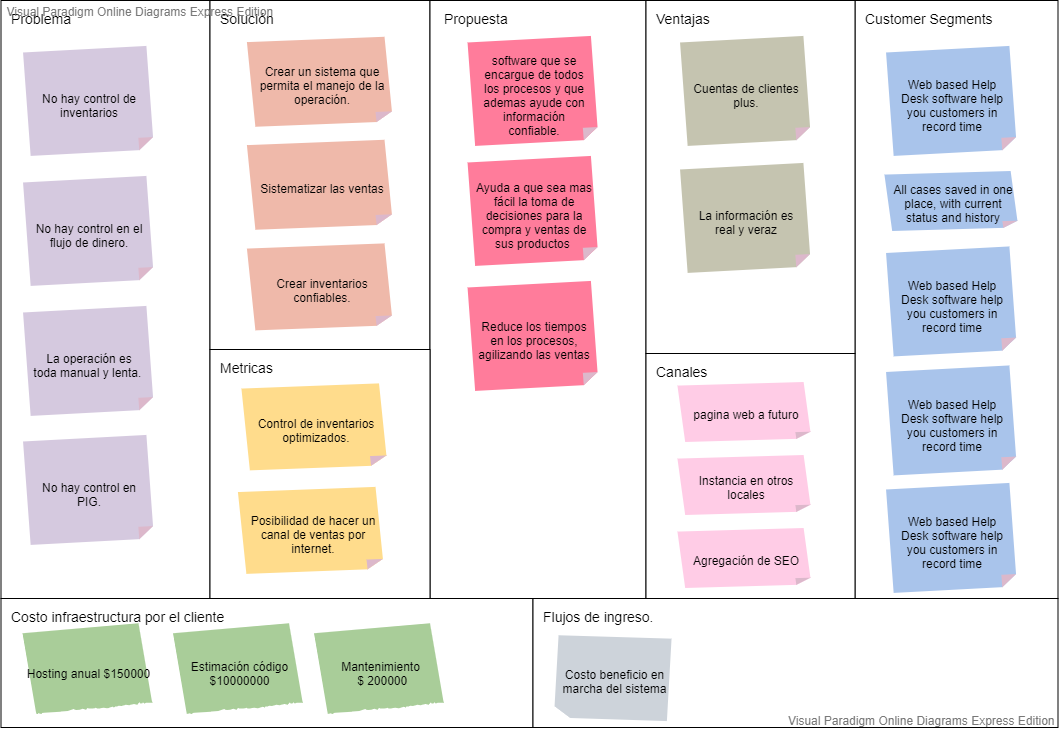 Visual Paradigm Online Diagrams Express Edition
Problema
No hay control de
inventarios
No hay control en el
flujo de dinero.
La operación es
toda manual y lenta.
No hay control en
PIG.
Solución
Crear un sistema que
permita el manejo de la
operación.
Sistematizar las ventas
Crear inventarios
confiables.
Metricas
Control de inventarios
optimizados.
Posibilidad de hacer un
canal de ventas por
internet.
Propuesta
software que se
encargue de todos
los procesos y que
ademas ayude con
información
confiable.
Ayuda a que sea mas
fácil la toma de
decisiones para la
compra y ventas de
sus productos
Reduce los tiempos
en los procesos,
agilizando las ventas
Ventajas
Cuentas de clientes
plus.
La información es
real y veraz
Canales
pagina web a futuro
Instancia en otros
locales
Agregación de SEO
Customer Segments
Web based Help
Desk software help
you customers in
record time
All cases saved in one
place, with current
status and history
Web based Help
Desk software help
you customers in
record time
Web based Help
Desk software help
you customers in
record time
Web based Help
Desk software help
you customers in
record time
Costo infraestructura por el cliente
Hosting anual $150000
Estimación código
$10000000
Mantenimiento
$ 200000
Flujos de ingreso.
Costo beneficio en
marcha del sistema
Visual Paradigm Online Diagrams Express Edition